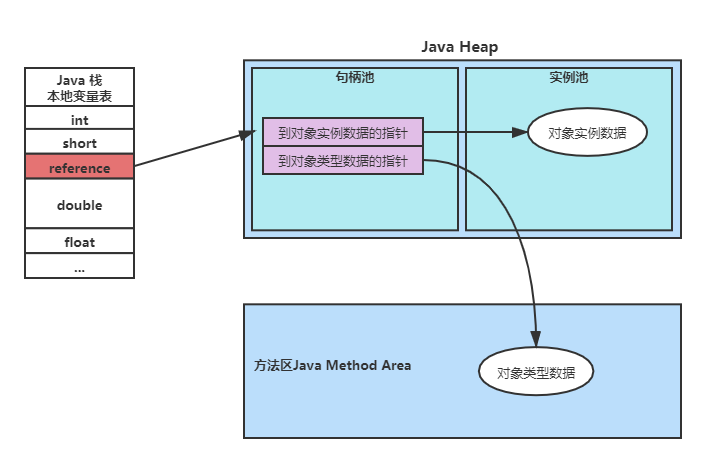 Java Heap
Java 栈
本地变量表
int
short
reference
double
float
...
句柄池
到对象实例数据的指针
到对象类型数据的指针
实例池
对象实例数据
方法区Java Method Area
对象类型数据